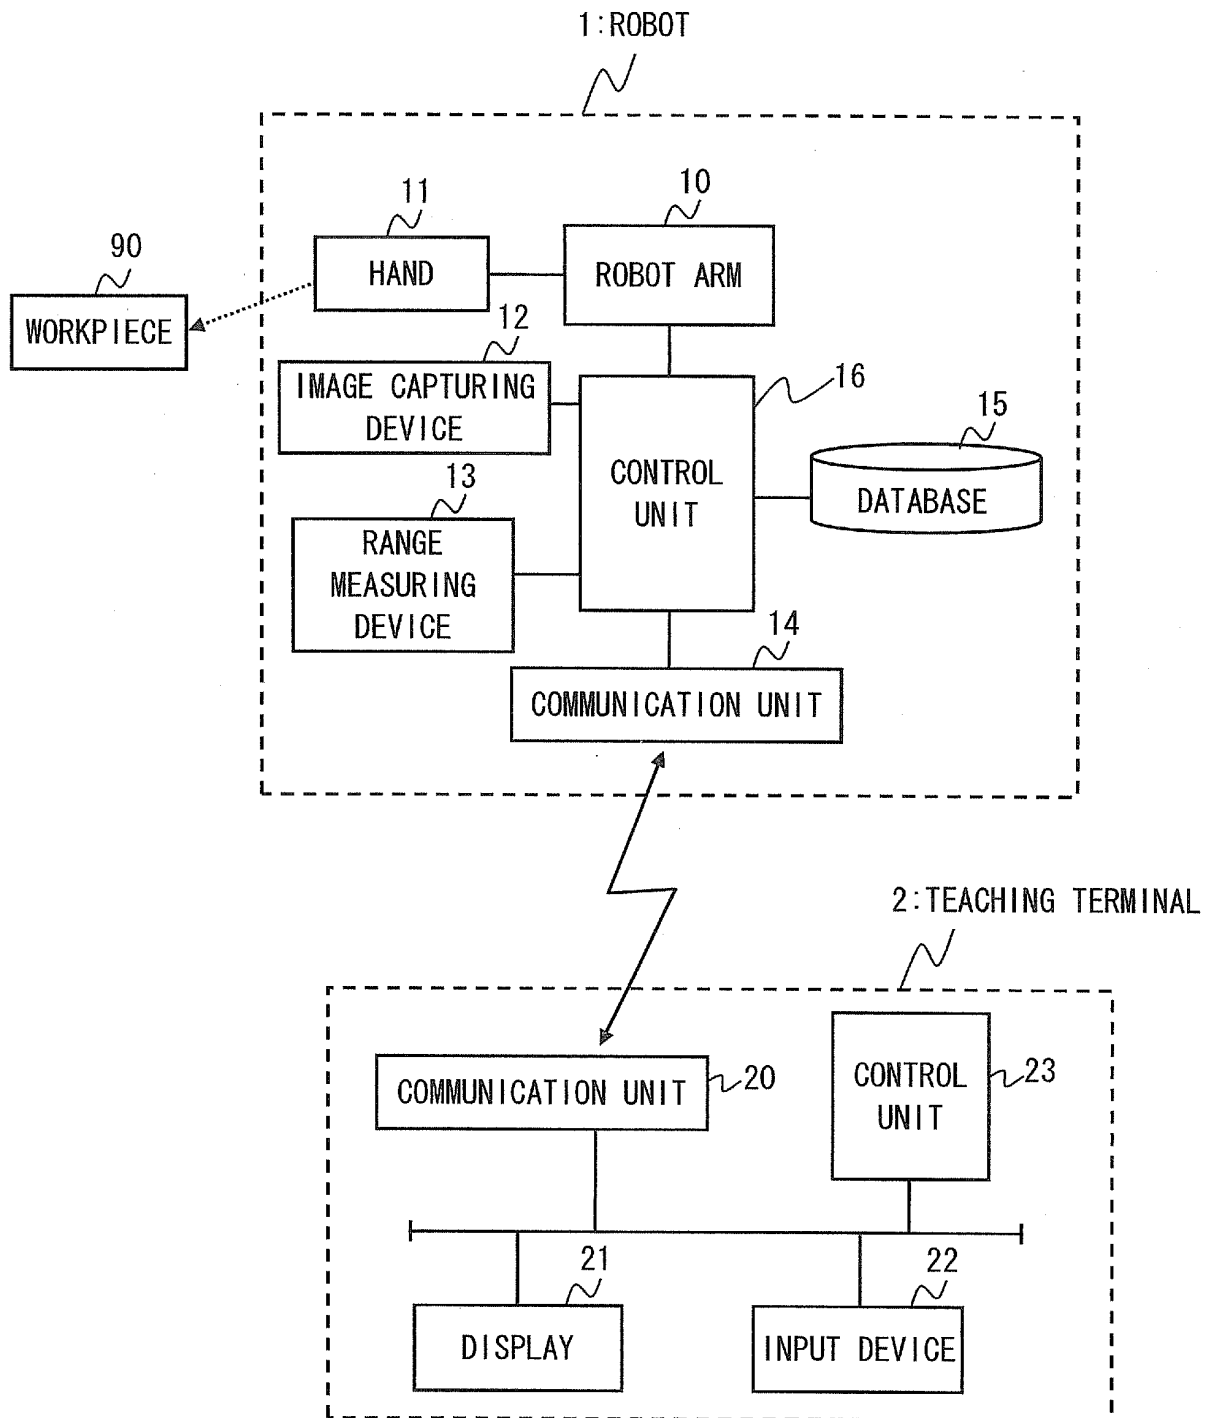 1:ROBOT
11
10
90
HAND
ROBOT ARM
WORKPIECE
12
IMAGE CAPTURING
DEVICE
16
15
CONTROL
UNIT
DATABASE
13
RANGE
MEASURING
DEVICE
14
COMMUNICATION UNIT
2:TEACHING TERMINAL
COMMUNICATION UNIT
20
CONTROL
UNIT
23
21
22
DISPLAY
INPUT DEVICE